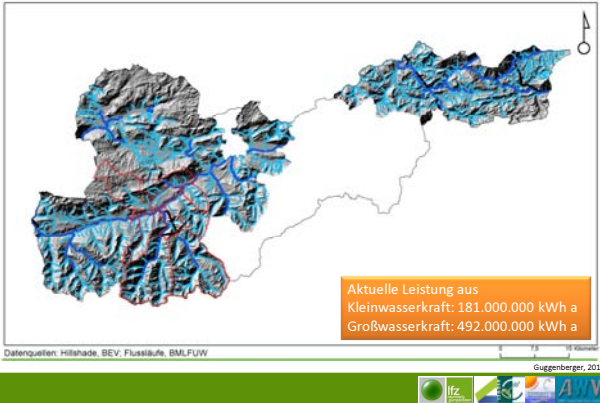 Aktuelle Leistung aus
Kleinwasserkraft: 181.000.000 kWh a
Großwasserkraft: 492.000.000 kWh a
Datenquellen: Hillshade, BEV; Flussläufe, BMLFUW
0 7,5 15 Kilometer
Guggenberger, 201
lfz